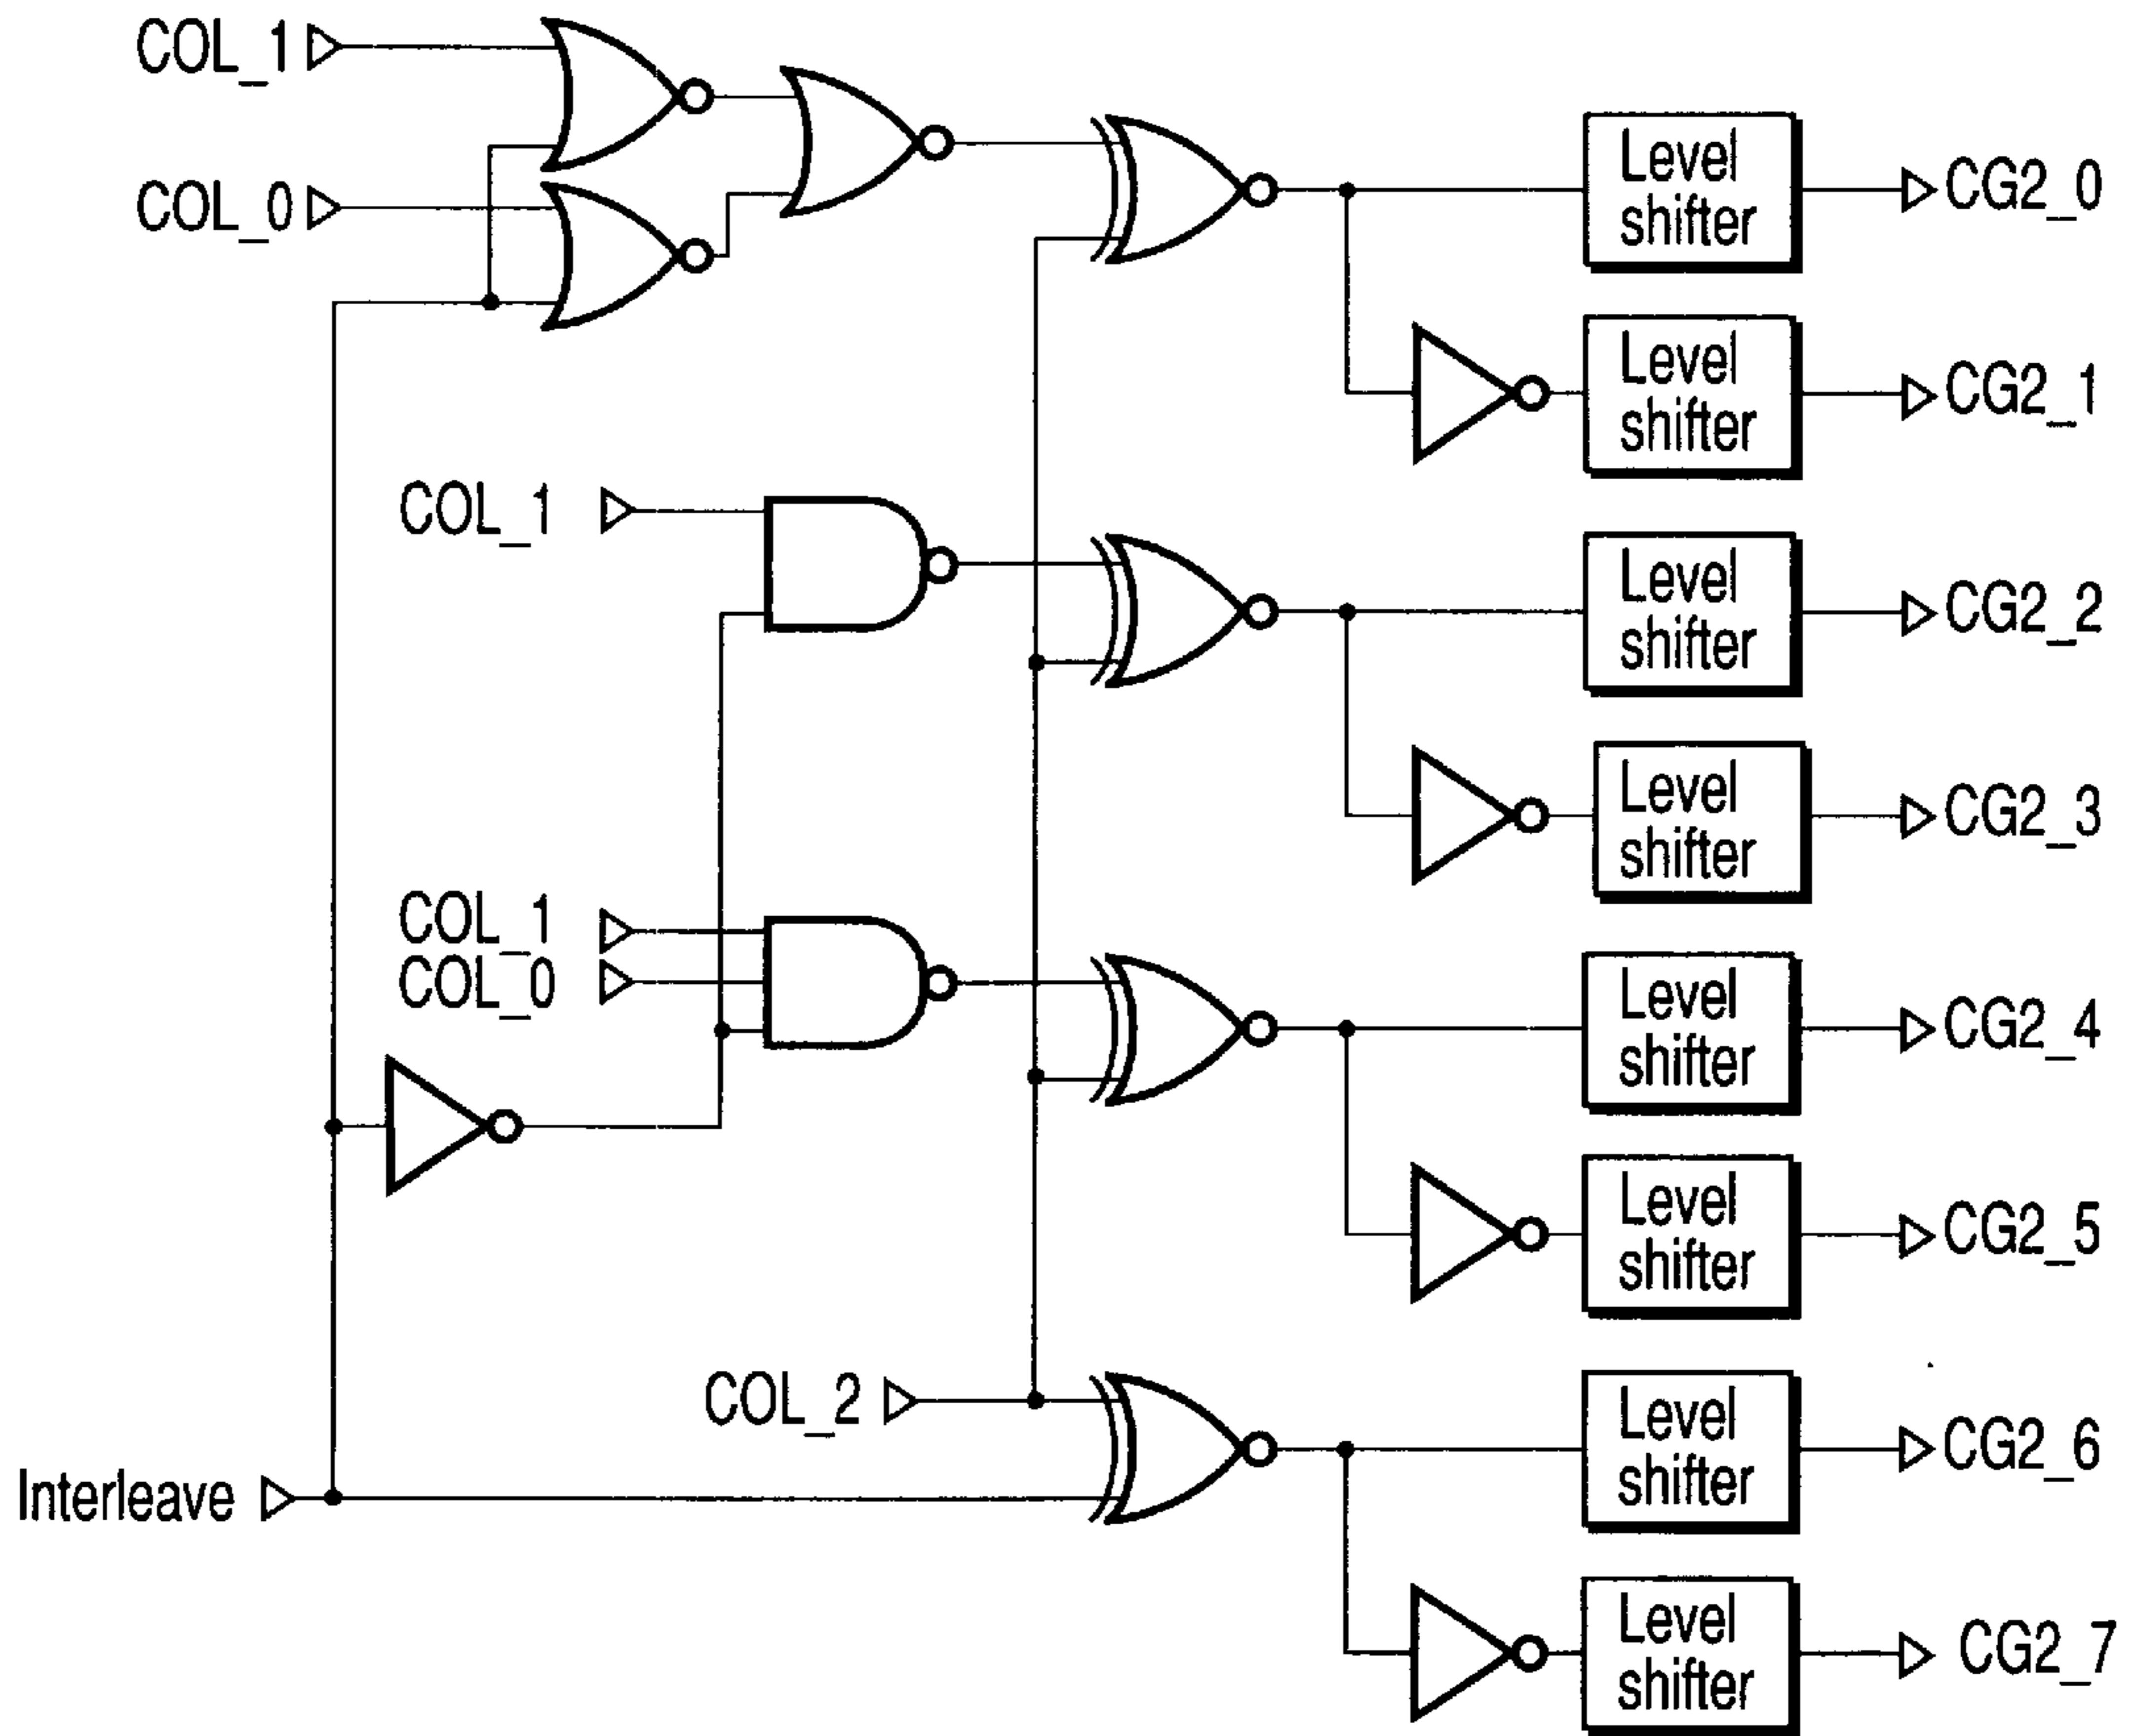 COL_1
COL_0
Level
shifter
CG2_0
Level
shifter
CG2_1
COL_1
Level
shifter
CG2_2
Level
shifter
CG2_3
COL_1
COL_0
Level
shifter
CG2_4
Level
shifter
CG2_5
COL_2
Level
shifter
CG2_6
Interleave
Level
shifter
CG2_7